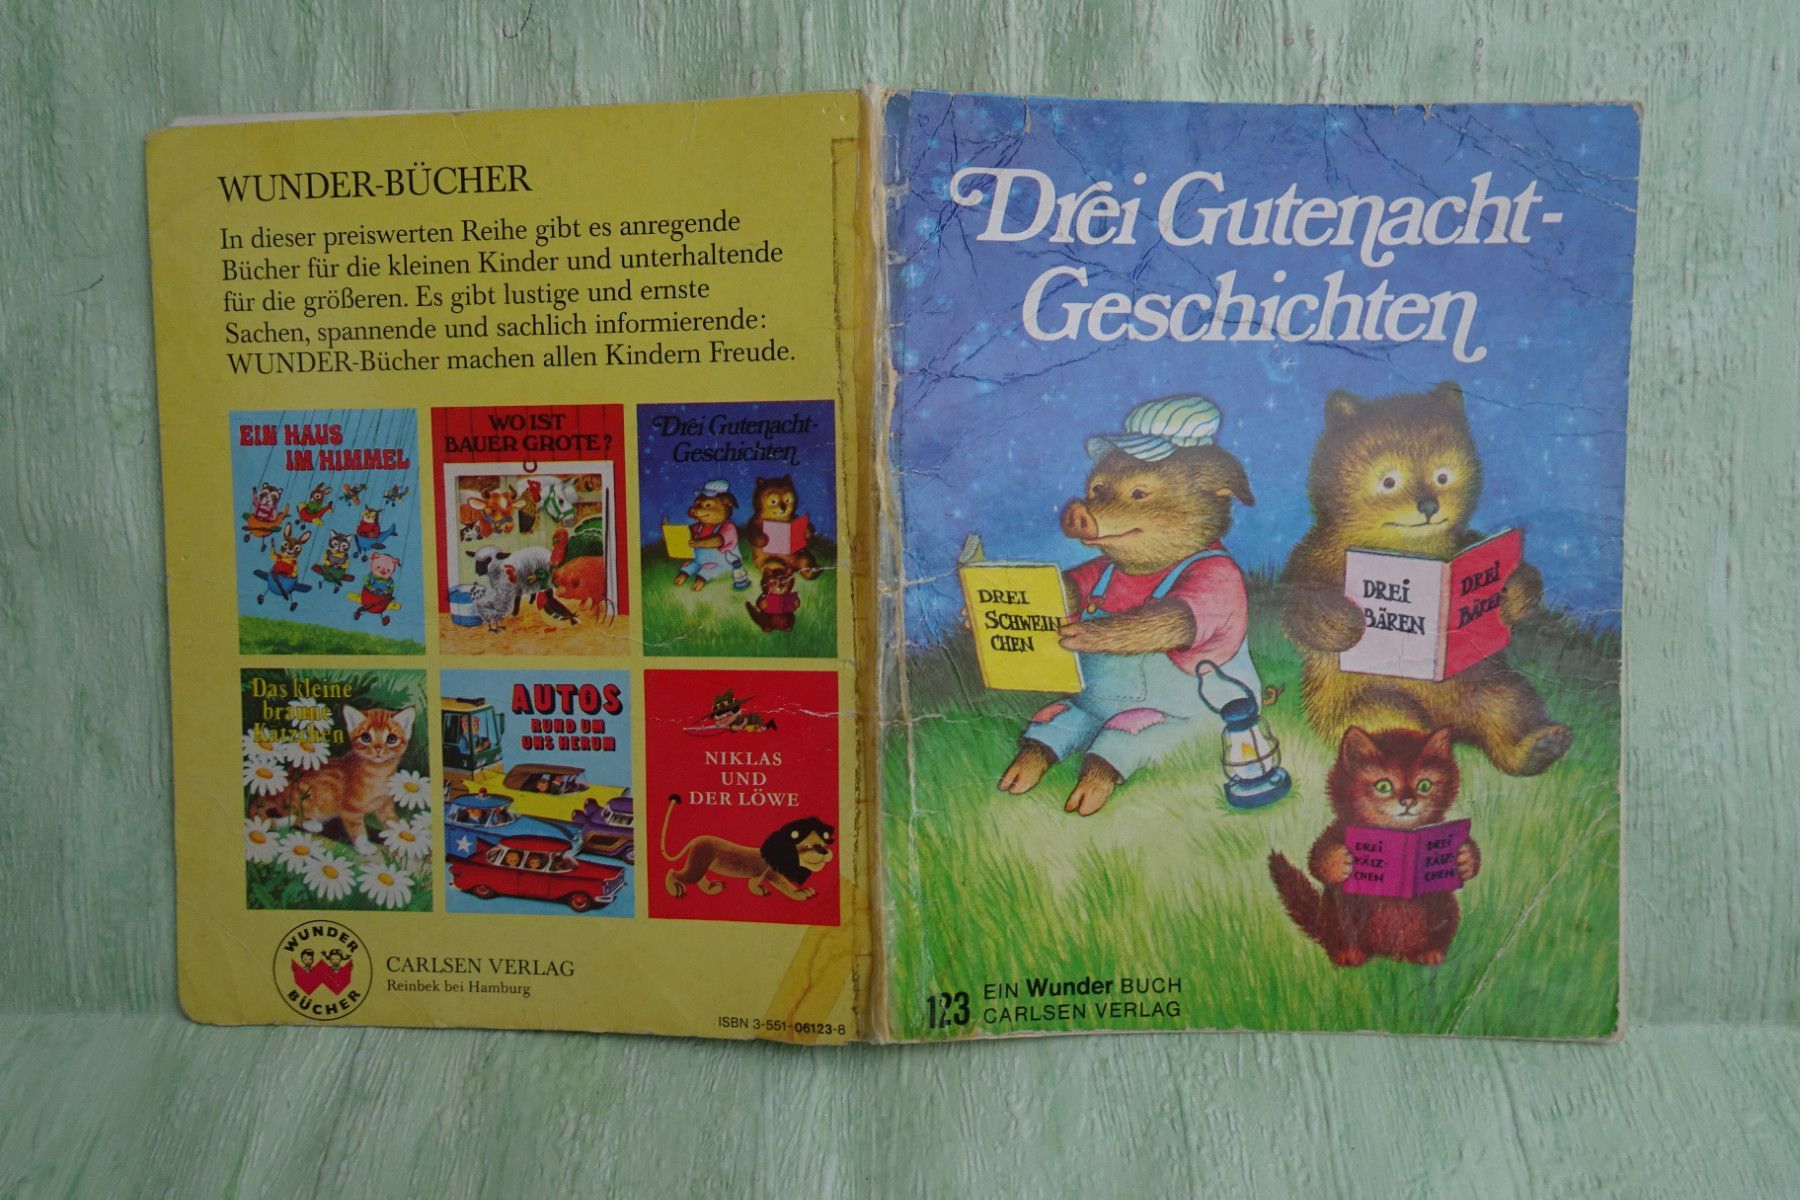 WUNDER-BÜCHER
In dieser preiswerten Reihe gibt es anregende
Bücher für die kleinen Kinder und unterhaltende
für die größeren. Es gibt lustige und ernste
Sachen, spannende und sachlich informierende:
WUNDER-Bücher machen allen Kindern Freude.
EIN HAUS
IM HIMMEL
WO IST
BAUER GROTE?
Drei Gutenacht-
Geschichten
Das kleine
braune
Kätzchen
AUTOS
RUND UM
UNS HERUM
NIKLAS
UND
DER LÖWE
WUNDER
BÜCHER
CARLSEN VERLAG
Reinbek bei Hamburg
ISBN 3-551-06123-8
Drei Gutenacht-
Geschichten
DREI
SCHWEIN
CHEN
DREI
BÄREN
DREI
BÄREN
DREI
KÄTZ-
CHEN
DREI
KÄTZ-
CHEN
123
EIN Wunder BUCH
CARLSEN VERLAG